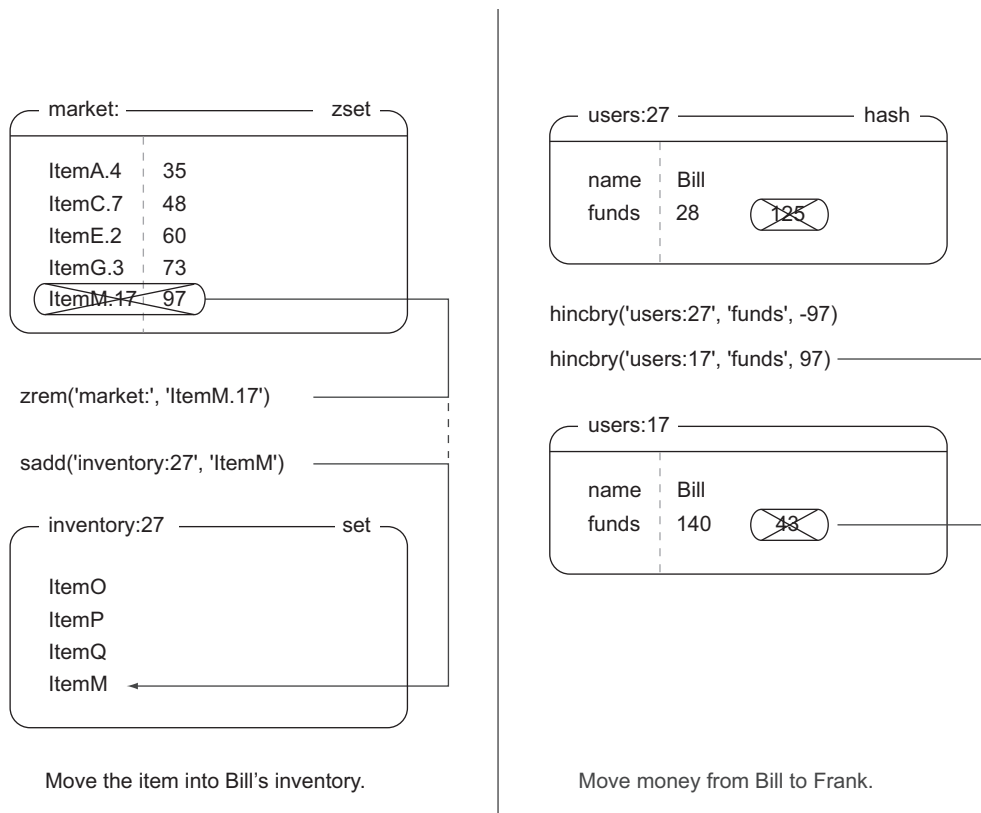 market: zset
ItemA.4 35
ItemC.7 48
ItemE.2 60
ItemG.3 73
ItemM.17 97
zrem('market:', 'ItemM.17')
sadd('inventory:27', 'ItemM')
inventory:27 set
ItemO
ItemP
ItemQ
ItemM
Move the item into Bill’s inventory.
users:27 hash
name Bill
funds 28 125
hincbry('users:27', 'funds', -97)
hincbry('users:17', 'funds', 97)
users:17
name Bill
funds 140 43
Move money from Bill to Frank.